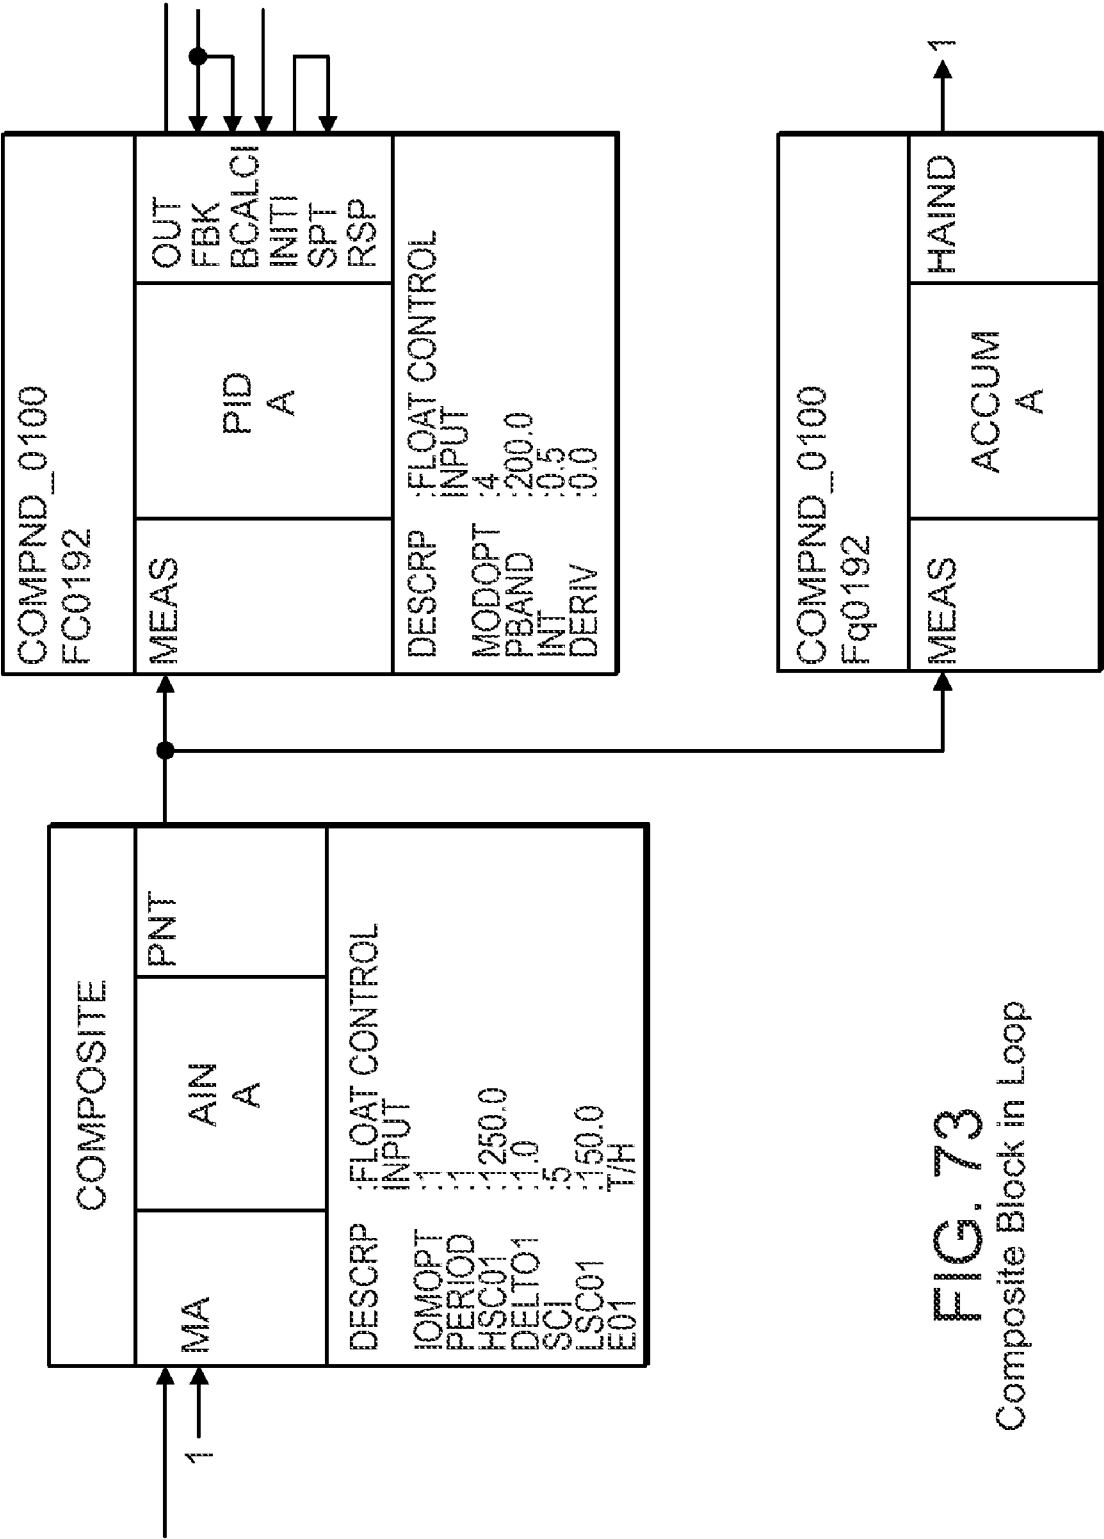 COMPOSITE
MA
AIN
A
PNT
DESCRP :FLOAT CONTROL
INPUT
IOMOPT :1
PERIOD :1
HSC01 :1250.0
DELTO1 :1.0
SCI :5
LSC01 :150.0
E01 T/H
1
COMPND_0100
FC0192
MEAS
PID
A
OUT
FBK
BCALCI
INITI
SPT
RSP
DESCRP :FLOAT CONTROL
INPUT
MODOPT :4
PBAND :200.0
INT :0.5
DERIV :0.0
COMPND_0100
Fq0192
MEAS
ACCUM
A
HAIND
1
FIG. 73
Composite Block in Loop